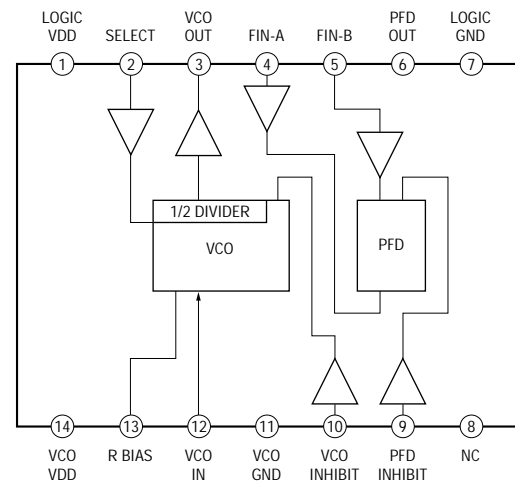 LOGIC VDD
SELECT
VCO OUT
FIN-A
FIN-B
PFD OUT
LOGIC GND
1
2
3
4
5
6
7
1/2 DIVIDER
VCO
PFD
14
13
12
11
10
9
8
VCO VDD
R BIAS
VCO IN
VCO GND
VCO INHIBIT
PFD INHIBIT
NC